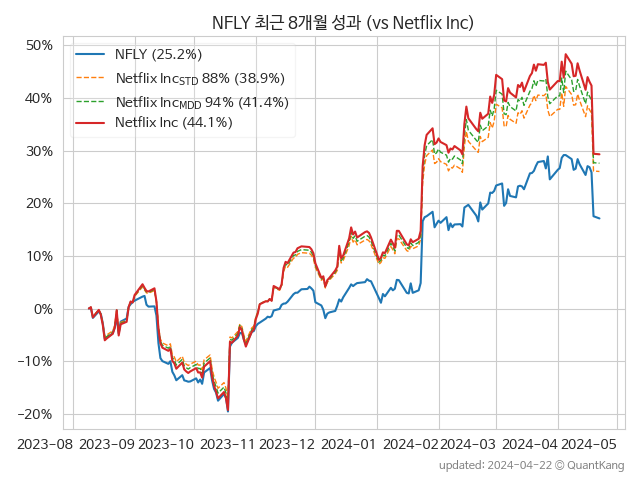 NFLY 최근 8개월 성과 (vs Netflix Inc)
50%
40%
30%
20%
10%
0%
−10%
−20%
NFLY (25.2%)
Netflix IncSTD 88% (38.9%)
Netflix IncMDD 94% (41.4%)
Netflix Inc (44.1%)
2023−08 2023−09 2023−10 2023−11 2023−12 2024−01 2024−02 2024−03 2024−04 2024−05
updated: 2024−04−22 © QuantKang